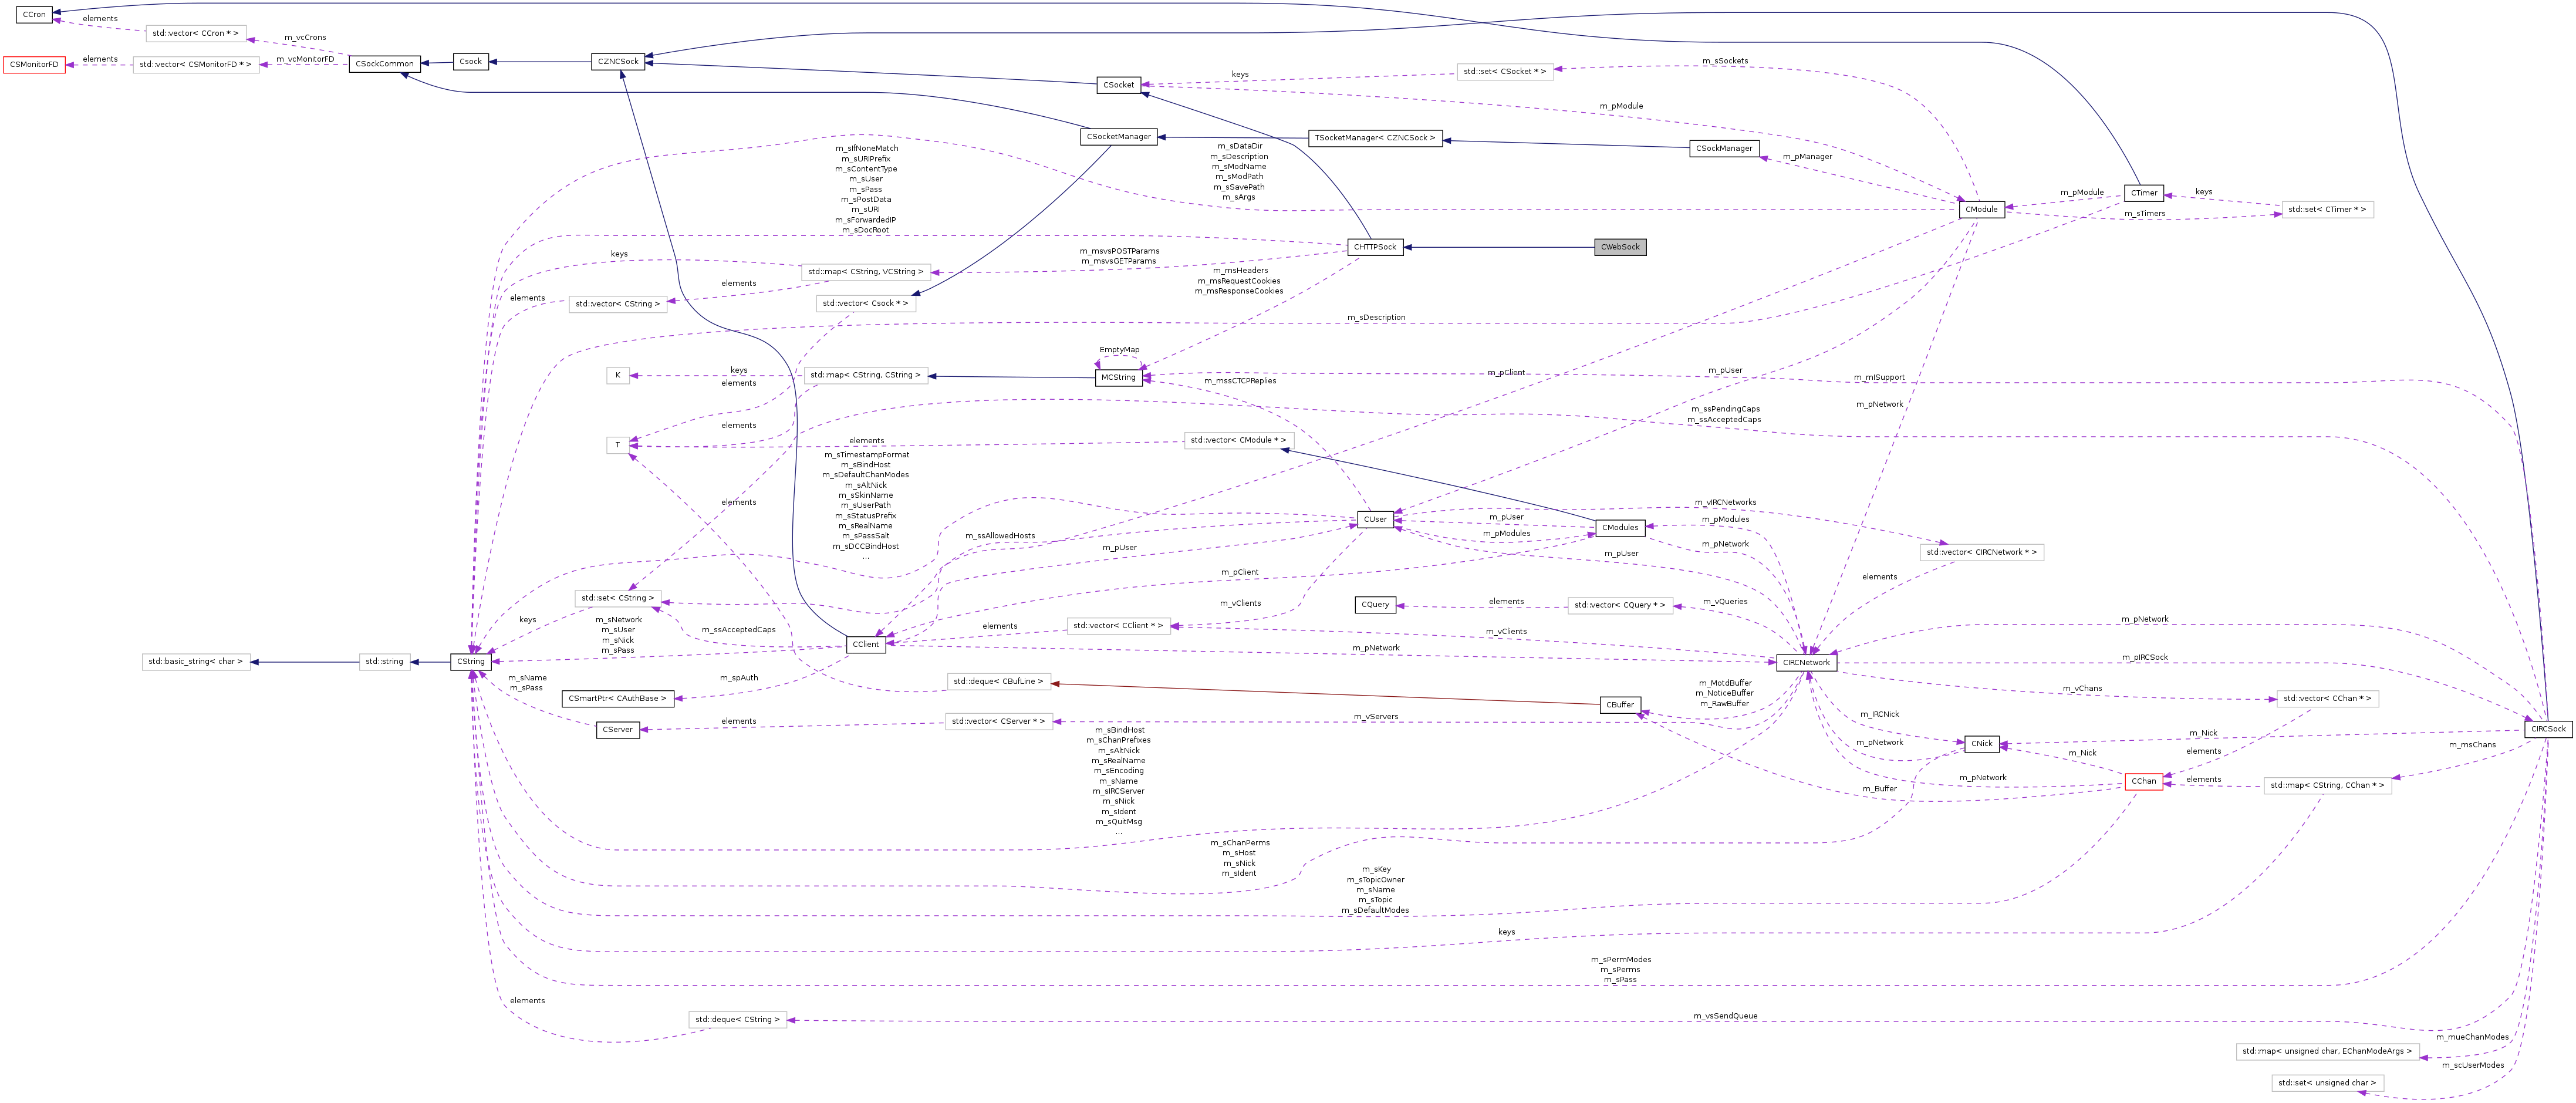 CCron
elements
std::vector< CCron * >
m_vcCrons
CSMonitorFD
elements
std::vector< CSMonitorFD * >
m_vcMonitorFD
CSockCommon
Csock
CZNCSock
CSocket
keys
std::set< CSocket * >
m_sSockets
m_pModule
CSocketManager
TSocketManager< CZNCSock >
CSockManager
m_pManager
m_sDataDir
m_sDescription
m_sModName
m_sModPath
m_sSavePath
m_sArgs
m_sIfNoneMatch
m_sURIPrefix
m_sContentType
m_sUser
m_sPass
m_sPostData
m_sURI
m_sForwardedIP
m_sDocRoot
CModule
m_pModule
m_sTimers
CTimer
keys
std::set< CTimer * >
CHTTPSock
CWebSock
m_msvsPOSTParams
m_msvsGETParams
keys
std::map< CString, VCString >
elements
std::vector< CString >
elements
std::vector< Csock * >
m_msHeaders
m_msRequestCookies
m_msResponseCookies
m_sDescription
EmptyMap
MCString
K
keys
elements
std::map< CString, CString >
m_mssCTCPReplies
m_pClient
m_pUser
m_mISupport
m_pNetwork
elements
m_ssPendingCaps
m_ssAcceptedCaps
T
elements
std::vector< CModule * >
m_sTimestampFormat
m_sBindHost
m_sDefaultChanModes
m_sAltNick
m_sSkinName
m_sUserPath
m_sStatusPrefix
m_sRealName
m_sPassSalt
m_sDCCBindHost
...
elements
m_ssAllowedHosts
m_pUser
CUser
m_vIRCNetworks
m_pUser
m_pModules
CModules
m_pModules
m_pNetwork
m_pUser
std::vector< CIRCNetwork * >
elements
m_pClient
std::set< CString >
keys
m_vClients
CQuery
elements
std::vector< CQuery * >
m_vQueries
m_sNetwork
m_sUser
m_sNick
m_sPass
m_ssAcceptedCaps
elements
std::vector< CClient * >
m_vClients
m_pNetwork
CClient
std::basic_string< char >
std::string
CString
CIRCNetwork
m_pNetwork
m_pIRCSock
m_sName
m_sPass
m_spAuth
CSmartPtr< CAuthBase >
std::deque< CBufLine >
CBuffer
m_MotdBuffer
m_NoticeBuffer
m_RawBuffer
m_vChans
std::vector< CChan * >
CServer
elements
std::vector< CServer * >
m_vServers
m_IRCNick
m_pNetwork
CNick
m_Nick
CIRCSock
m_Nick
elements
m_msChans
m_sBindHost
m_sChanPrefixes
m_sAltNick
m_sRealName
m_sEncoding
m_sName
m_sIRCServer
m_sNick
m_sIdent
m_sQuitMsg
...
m_pNetwork
m_Buffer
CChan
elements
std::map< CString, CChan * >
m_sChanPerms
m_sHost
m_sNick
m_sIdent
m_sKey
m_sTopicOwner
m_sName
m_sTopic
m_sDefaultModes
keys
m_sPermModes
m_sPerms
m_sPass
elements
std::deque< CString >
m_vsSendQueue
m_mueChanModes
std::map< unsigned char, EChanModeArgs >
m_scUserModes
std::set< unsigned char >